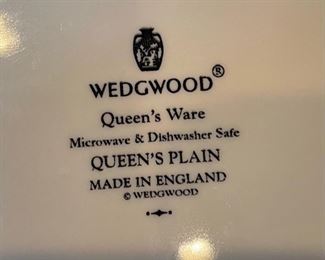 WEDGWOOD®
Queen's Ware
Microwave & Dishwasher Safe
QUEEN'S PLAIN
MADE IN ENGLAND
© WEDGWOOD